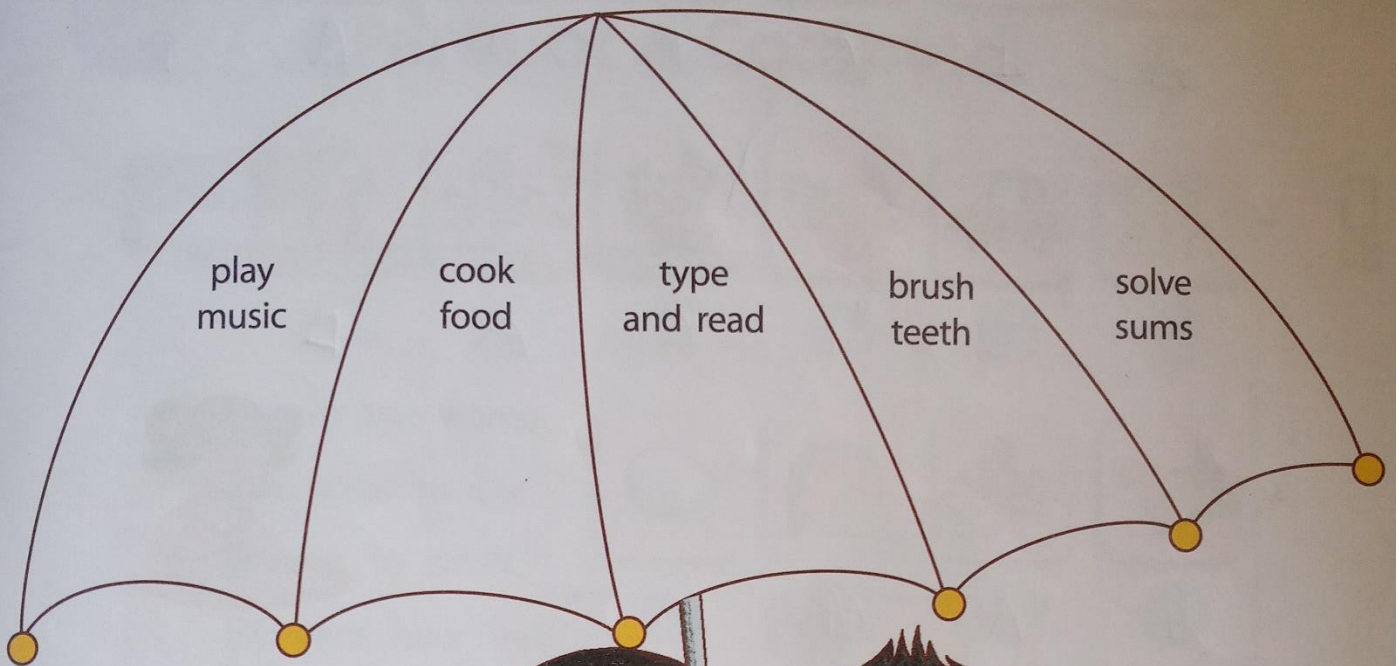 play
music
cook
food
type
and read
brush
teeth
solve
sums